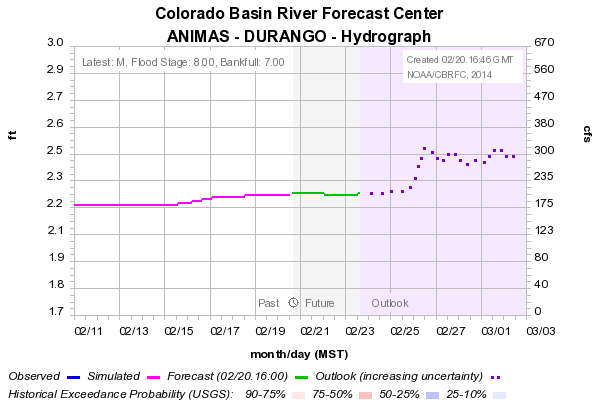 Colorado Basin River Forecast Center
ANIMAS - DURANGO - Hydrograph
3.0
2.9
2.7
2.6
2.5
2.3
2.2
2.1
1.9
1.8
1.7
ft
670
560
470
380
300
235
175
123
80
40
0
cfs
Latest: M, Flood Stage: 8.00, Bankfull: 7.00
Created 02/20.16:46 GMT
NOAA/CBRFC, 2014
Past Future Outlook
02/11 02/13 02/15 02/17 02/19 02/21 02/23 02/25 02/27 03/01 03/03
month/day (MST)
Observed Simulated Forecast (02/20.16:00) Outlook (increasing uncertainty)
Historical Exceedance Probability (USGS): 90-75% 75-50% 50-25% 25-10%